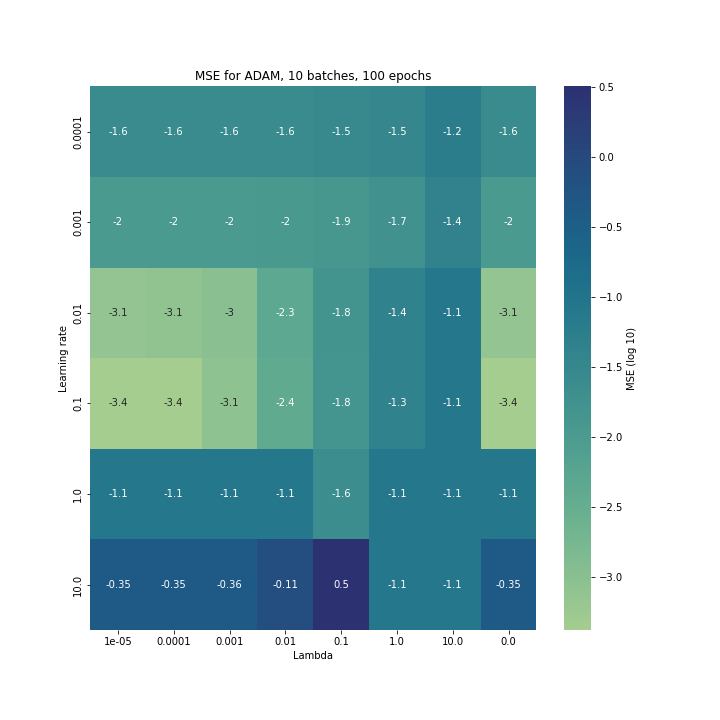 MSE for ADAM, 10 batches, 100 epochs
0.0001 -1.6 -1.6 -1.6 -1.6 -1.5 -1.5 -1.2 -1.6
0.001 -2 -2 -2 -2 -1.9 -1.7 -1.4 -2
0.01 -3.1 -3.1 -3 -2.3 -1.8 -1.4 -1.1 -3.1
0.1 -3.4 -3.4 -3.1 -2.4 -1.8 -1.3 -1.1 -3.4
1.0 -1.1 -1.1 -1.1 -1.1 -1.6 -1.1 -1.1 -1.1
10.0 -0.35 -0.35 -0.36 -0.11 0.5 -1.1 -1.1 -0.35
Learning rate
1e-05 0.0001 0.001 0.01 0.1 1.0 10.0 0.0
Lambda
0.5
0.0
−0.5
−1.0
−1.5
−2.0
−2.5
−3.0
MSE (log 10)